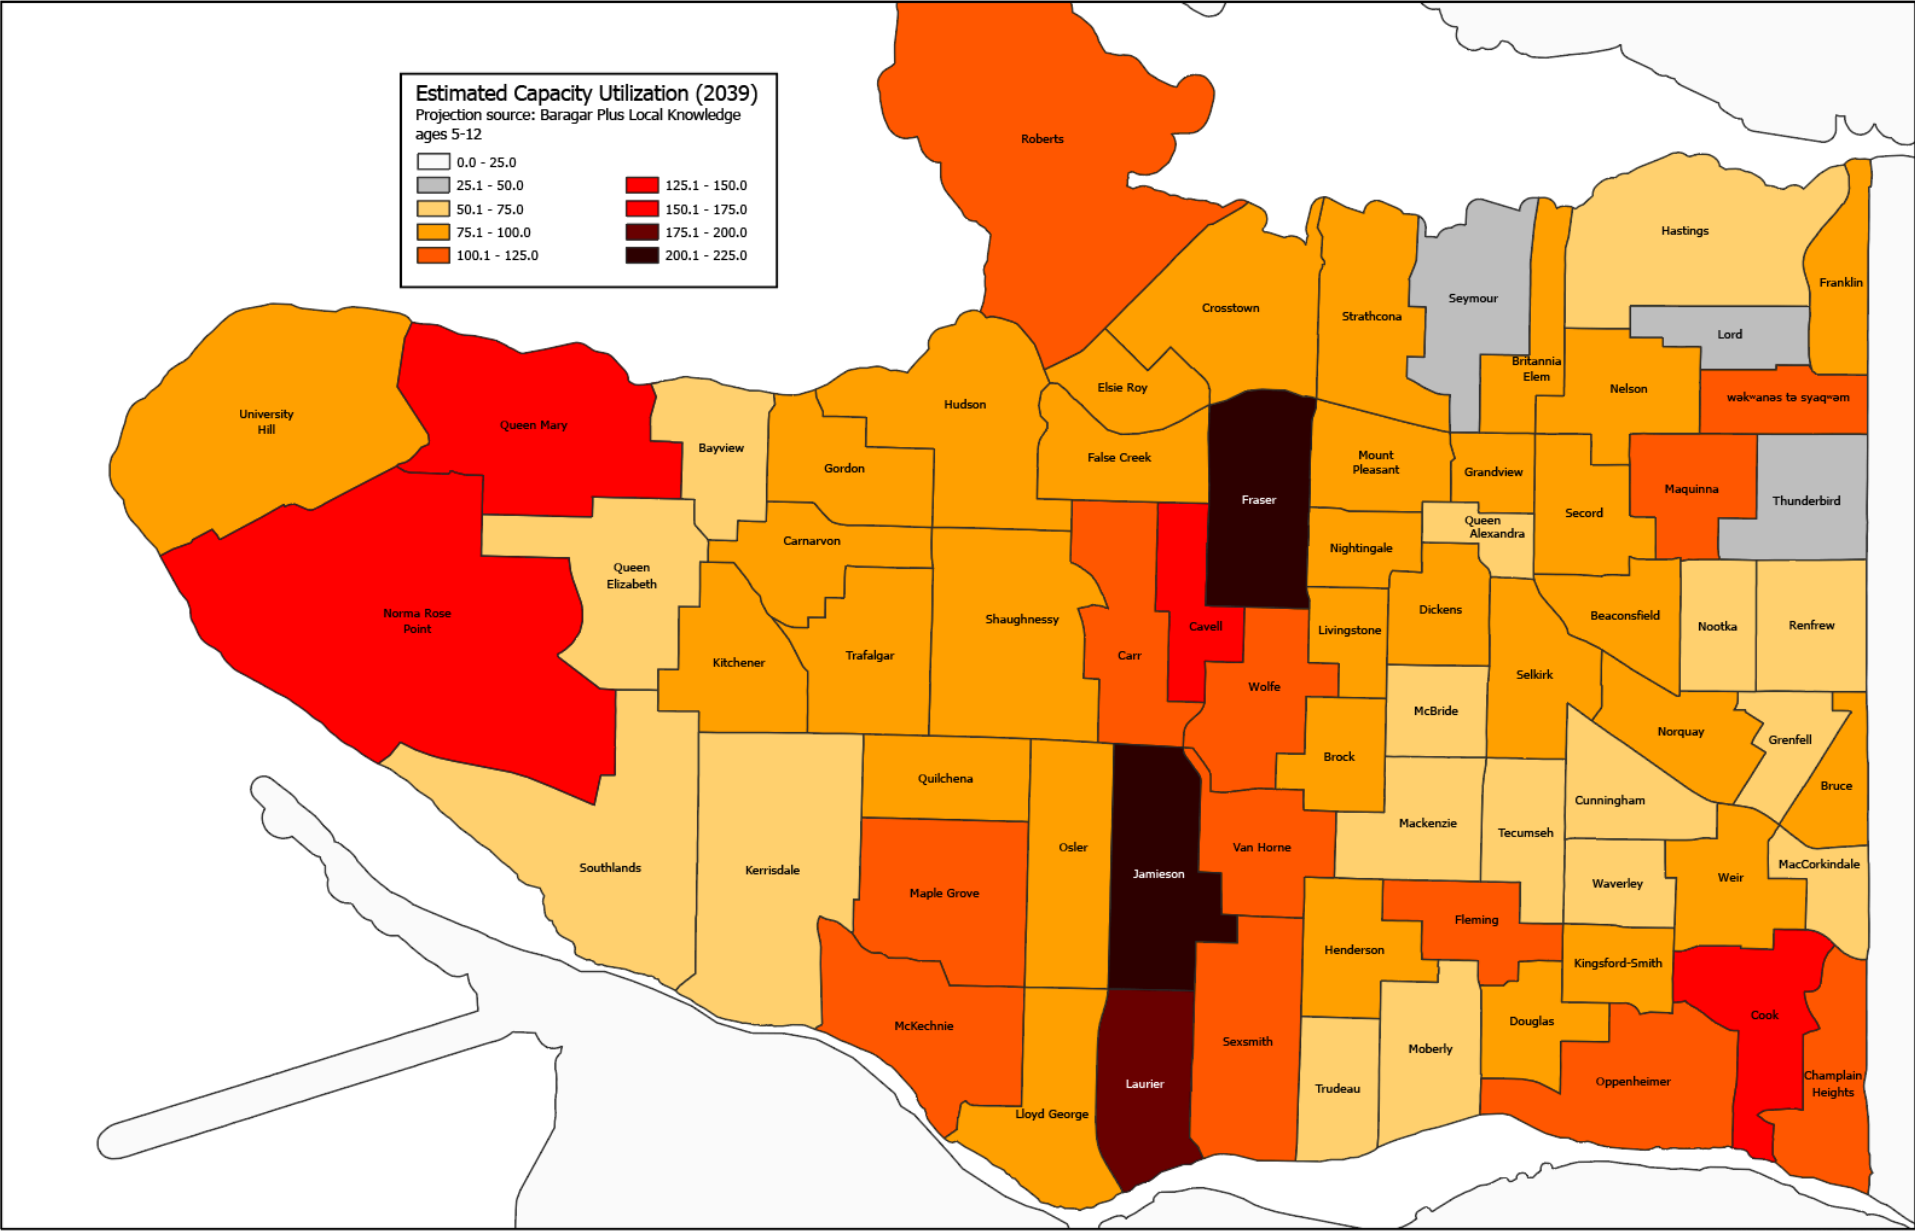 Estimated Capacity Utilization (2039)
Projection source: Baragar Plus Local Knowledge
ages 5-12
0.0 - 25.0
25.1 - 50.0
50.1 - 75.0
75.1 - 100.0
100.1 - 125.0
125.1 - 150.0
150.1 - 175.0
175.1 - 200.0
200.1 - 225.0
Roberts
Hastings
Franklin
Seymour
Crosstown
Strathcona
Lord
Britannia
Elem
Nelson
wək̓ʷanəs tə syaqʷəm
Elsie Roy
Hudson
University
Hill
Queen Mary
Bayview
Gordon
False Creek
Mount
Pleasant
Grandview
Maquinna
Thunderbird
Fraser
Secord
Queen
Alexandra
Carnarvon
Nightingale
Queen
Elizabeth
Norma Rose
Point
Shaughnessy
Dickens
Beaconsfield
Nootka
Renfrew
Cavell
Livingstone
Kitchener
Trafalgar
Carr
Selkirk
Wolfe
McBride
Norquay
Grenfell
Brock
Quilchena
Bruce
Cunningham
Mackenzie
Tecumseh
Osler
Van Horne
Southlands
Kerrisdale
Jamieson
MacCorkindale
Weir
Waverley
Maple Grove
Fleming
Henderson
Kingsford-Smith
Cook
McKechnie
Douglas
Sexsmith
Moberly
Laurier
Trudeau
Oppenheimer
Champlain
Heights
Lloyd George